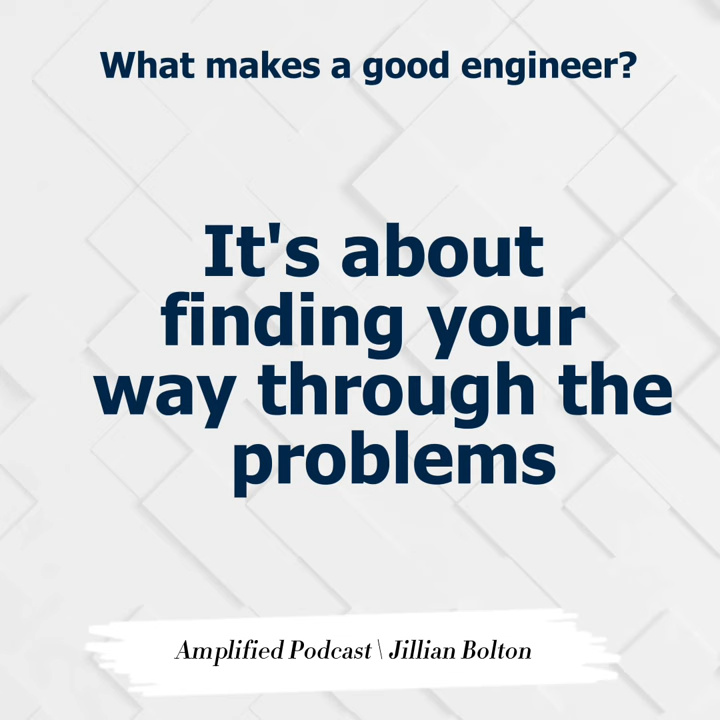 What makes a good engineer?
It's about
finding your
way through the
problems
Amplified Podcast \ Jillian Bolton